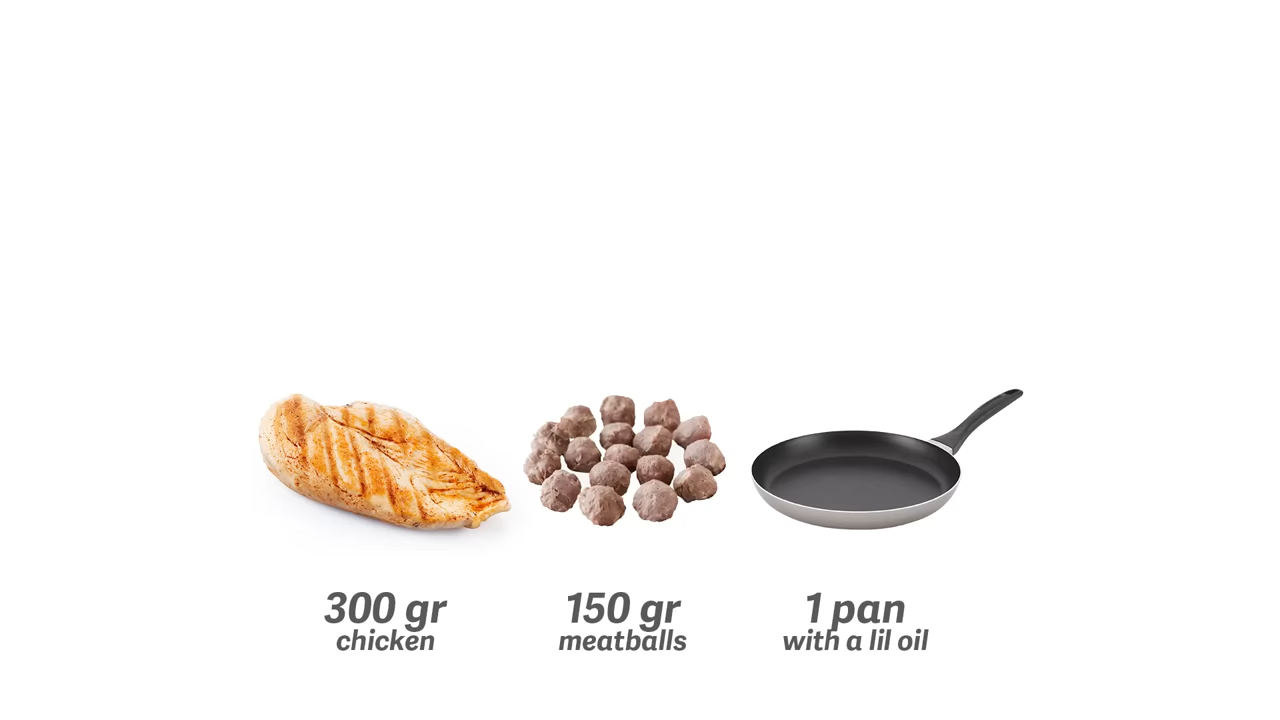 300 gr
chicken
150 gr
meatballs
1 pan
with a lil oil